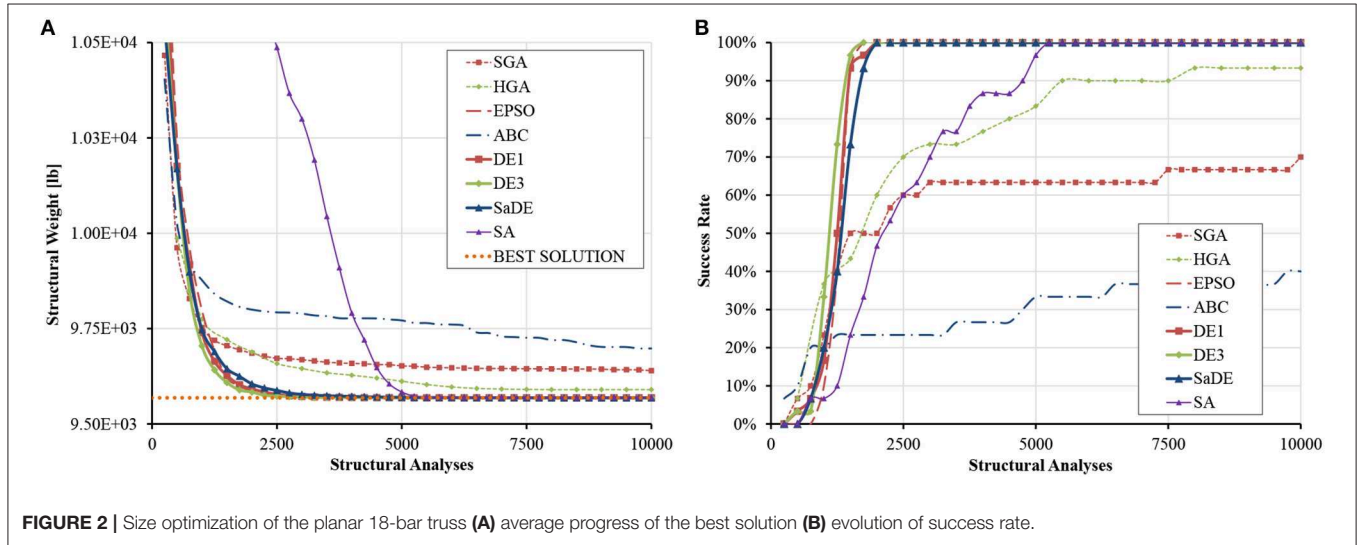 A
1.05E+04
1.03E+04
1.00E+04
9.75E+03
9.50E+03
Structural Weight [lb]
0
2500
5000
7500
10000
Structural Analyses
SGA
HGA
EPSO
ABC
DE1
DE3
SaDE
SA
BEST SOLUTION
B
100%
90%
80%
70%
60%
50%
40%
30%
20%
10%
0%
Success Rate
0
2500
5000
7500
10000
Structural Analyses
SGA
HGA
EPSO
ABC
DE1
DE3
SaDE
SA
FIGURE 2 | Size optimization of the planar 18-bar truss (A) average progress of the best solution (B) evolution of success rate.